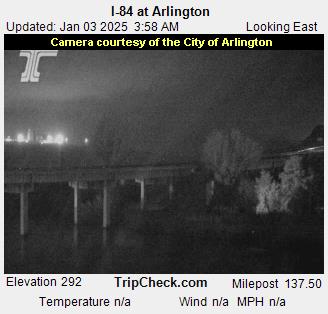 I-84 at Arlington
Updated: Jan 03 2025 3:58 AM Looking East
Camera courtesy of the City of Arlington
Elevation 292 TripCheck.com Milepost 137.50
Temperature n/a Wind n/a MPH n/a